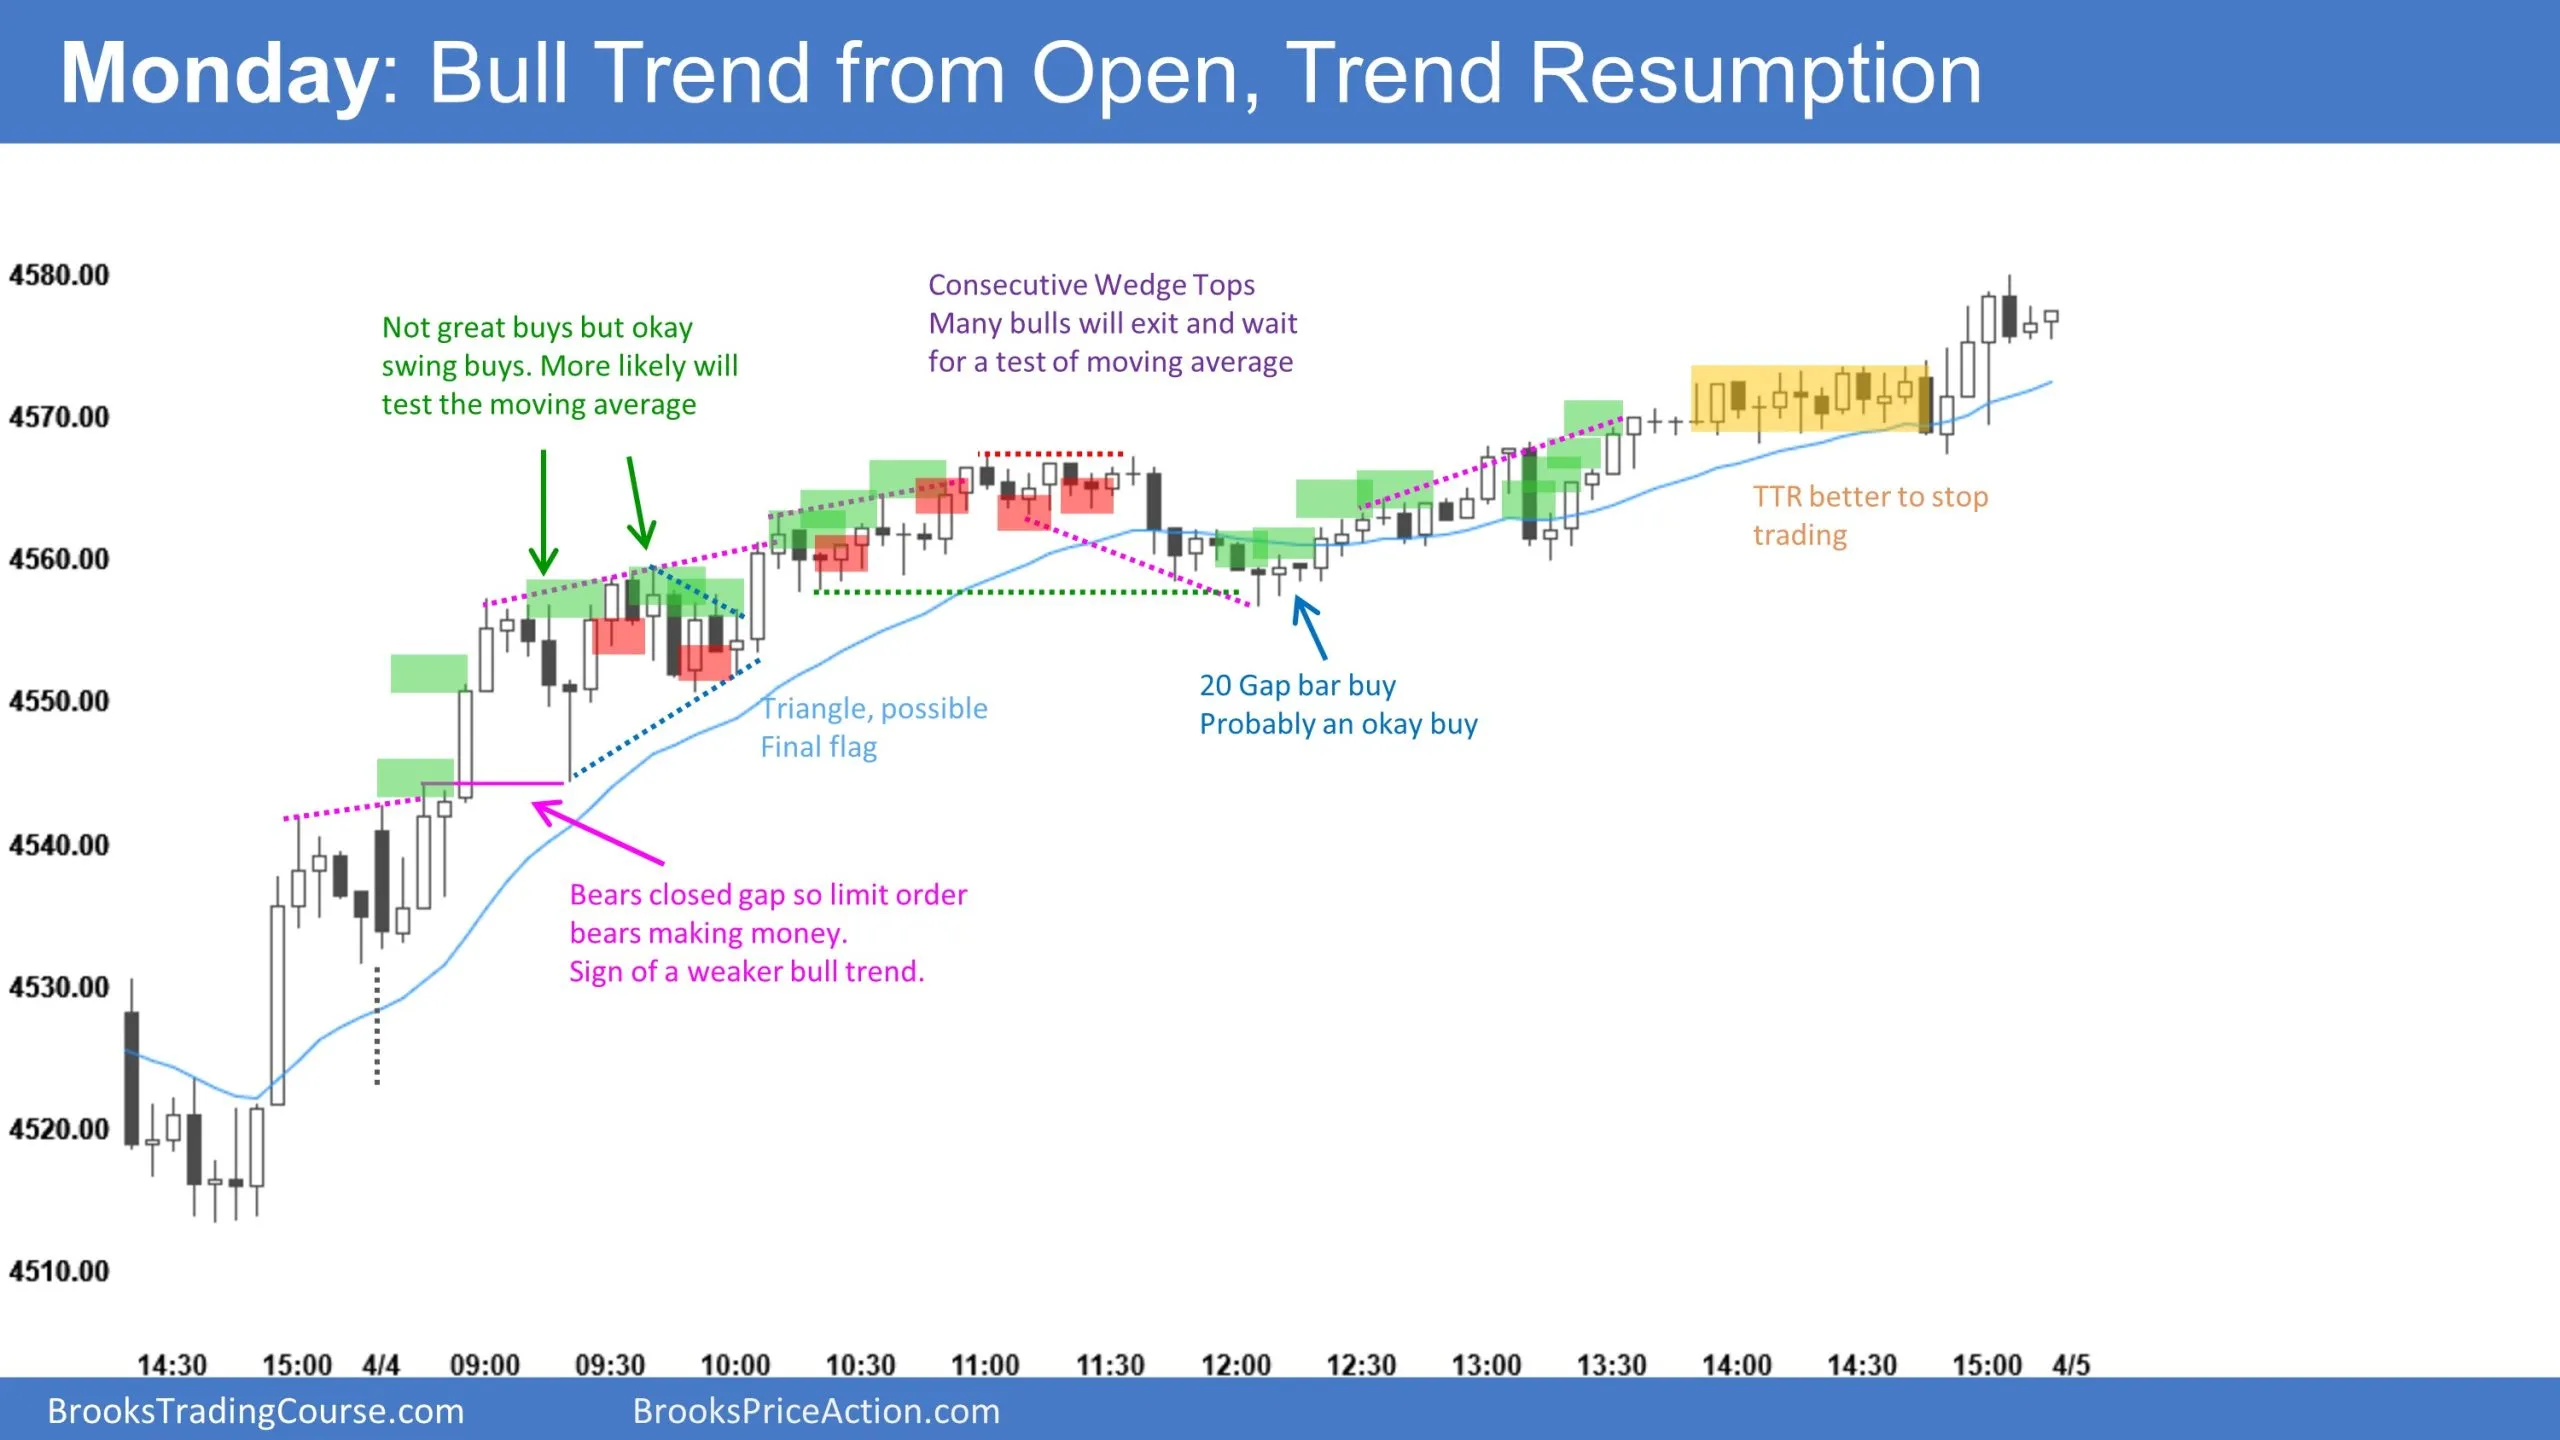 Monday: Bull Trend from Open, Trend Resumption
4580.00
4570.00
4560.00
4550.00
4540.00
4530.00
4520.00
4510.00
Not great buys but okay
swing buys. More likely will
test the moving average
Consecutive Wedge Tops
Many bulls will exit and wait
for a test of moving average
TTR better to stop
trading
20 Gap bar buy
Probably an okay buy
Triangle, possible
Final flag
Bears closed gap so limit order
bears making money.
Sign of a weaker bull trend.
14:30 15:00 4/4 09:00 09:30 10:00 10:30 11:00 11:30 12:00 12:30 13:00 13:30 14:00 14:30 15:00 4/5
BrooksTradingCourse.com BrooksPriceAction.com